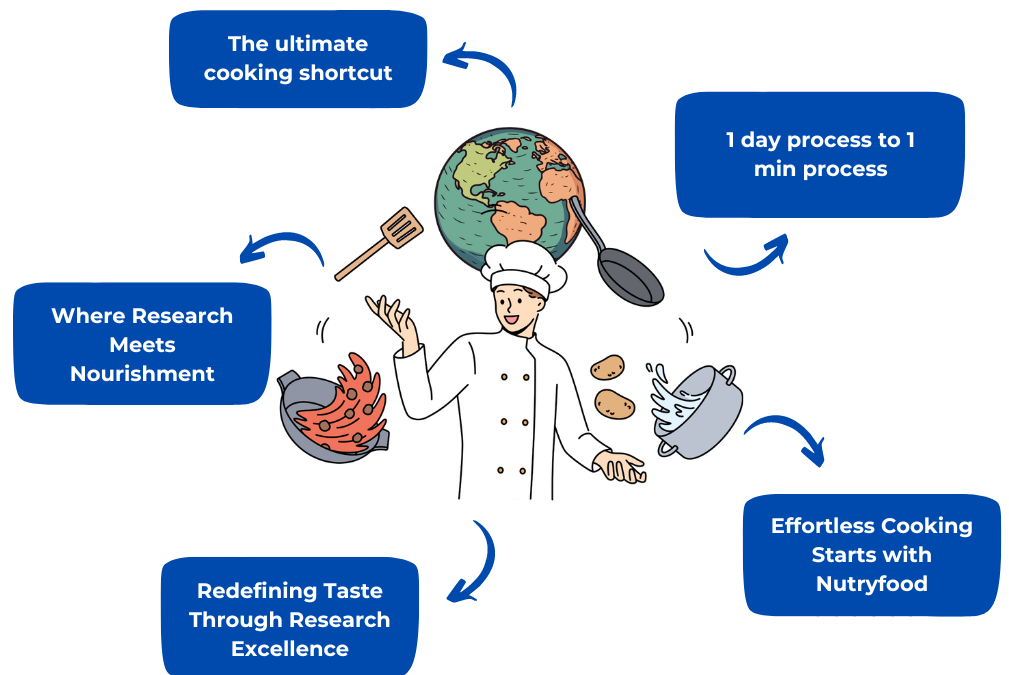 The ultimate
cooking shortcut
1 day process to 1
min process
Where Research
Meets
Nourishment
Effortless Cooking
Starts with
Nutryfood
Redefining Taste
Through Research
Excellence